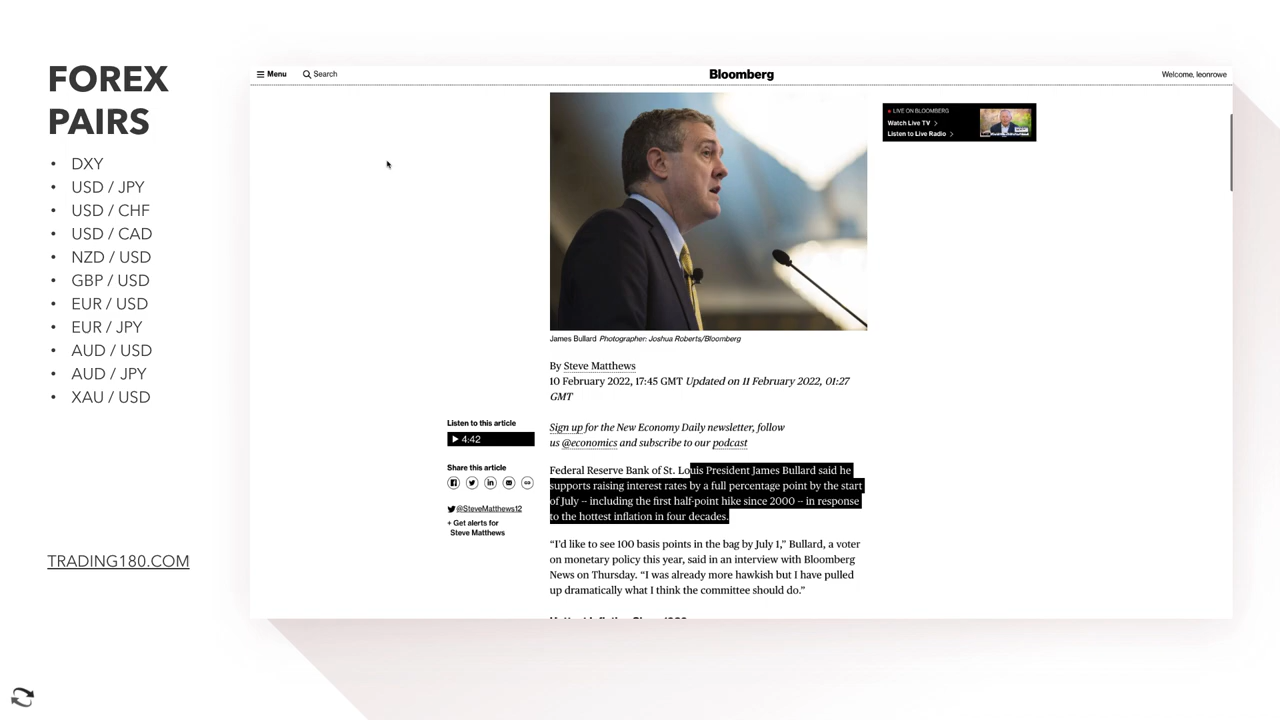 FOREX
PAIRS
• DXY
• USD / JPY
• USD / CHF
• USD / CAD
• NZD / USD
• GBP / USD
• EUR / USD
• EUR / JPY
• AUD / USD
• AUD / JPY
• XAU / USD
TRADING180.COM
Menu
Search
Bloomberg
Welcome, leonrowe
LIVE ON BLOOMBERG
Watch Live TV >
Listen to Live Radio >
James Bullard Photographer: Joshua Roberts/Bloomberg
By Steve Matthews
10 February 2022, 17:45 GMT Updated on 11 February 2022, 01:27
GMT
Listen to this article
4:42
Share this article
@SteveMatthews12
+ Get alerts for
Steve Matthews
Sign up for the New Economy Daily newsletter, follow
us @economics and subscribe to our podcast
Federal Reserve Bank of St. Louis President James Bullard said he
supports raising interest rates by a full percentage point by the start
of July -- including the first half-point hike since 2000 -- in response
to the hottest inflation in four decades.
“I’d like to see 100 basis points in the bag by July 1,” Bullard, a voter
on monetary policy this year, said in an interview with Bloomberg
News on Thursday. “I was already more hawkish but I have pulled
up dramatically what I think the committee should do.”